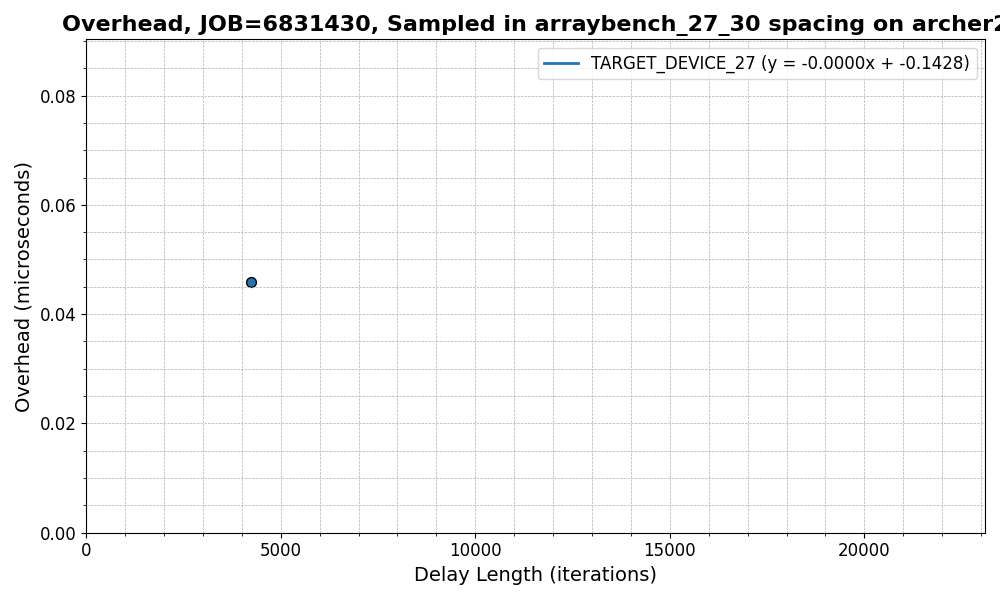 Overhead, JOB=6831430, Sampled in arraybench_27_30 spacing on archer2
TARGET_DEVICE_27 (y = -0.0000x + -0.1428)
0.08
0.06
0.04
0.02
0.00
Overhead (microseconds)
0 5000 10000 15000 20000
Delay Length (iterations)